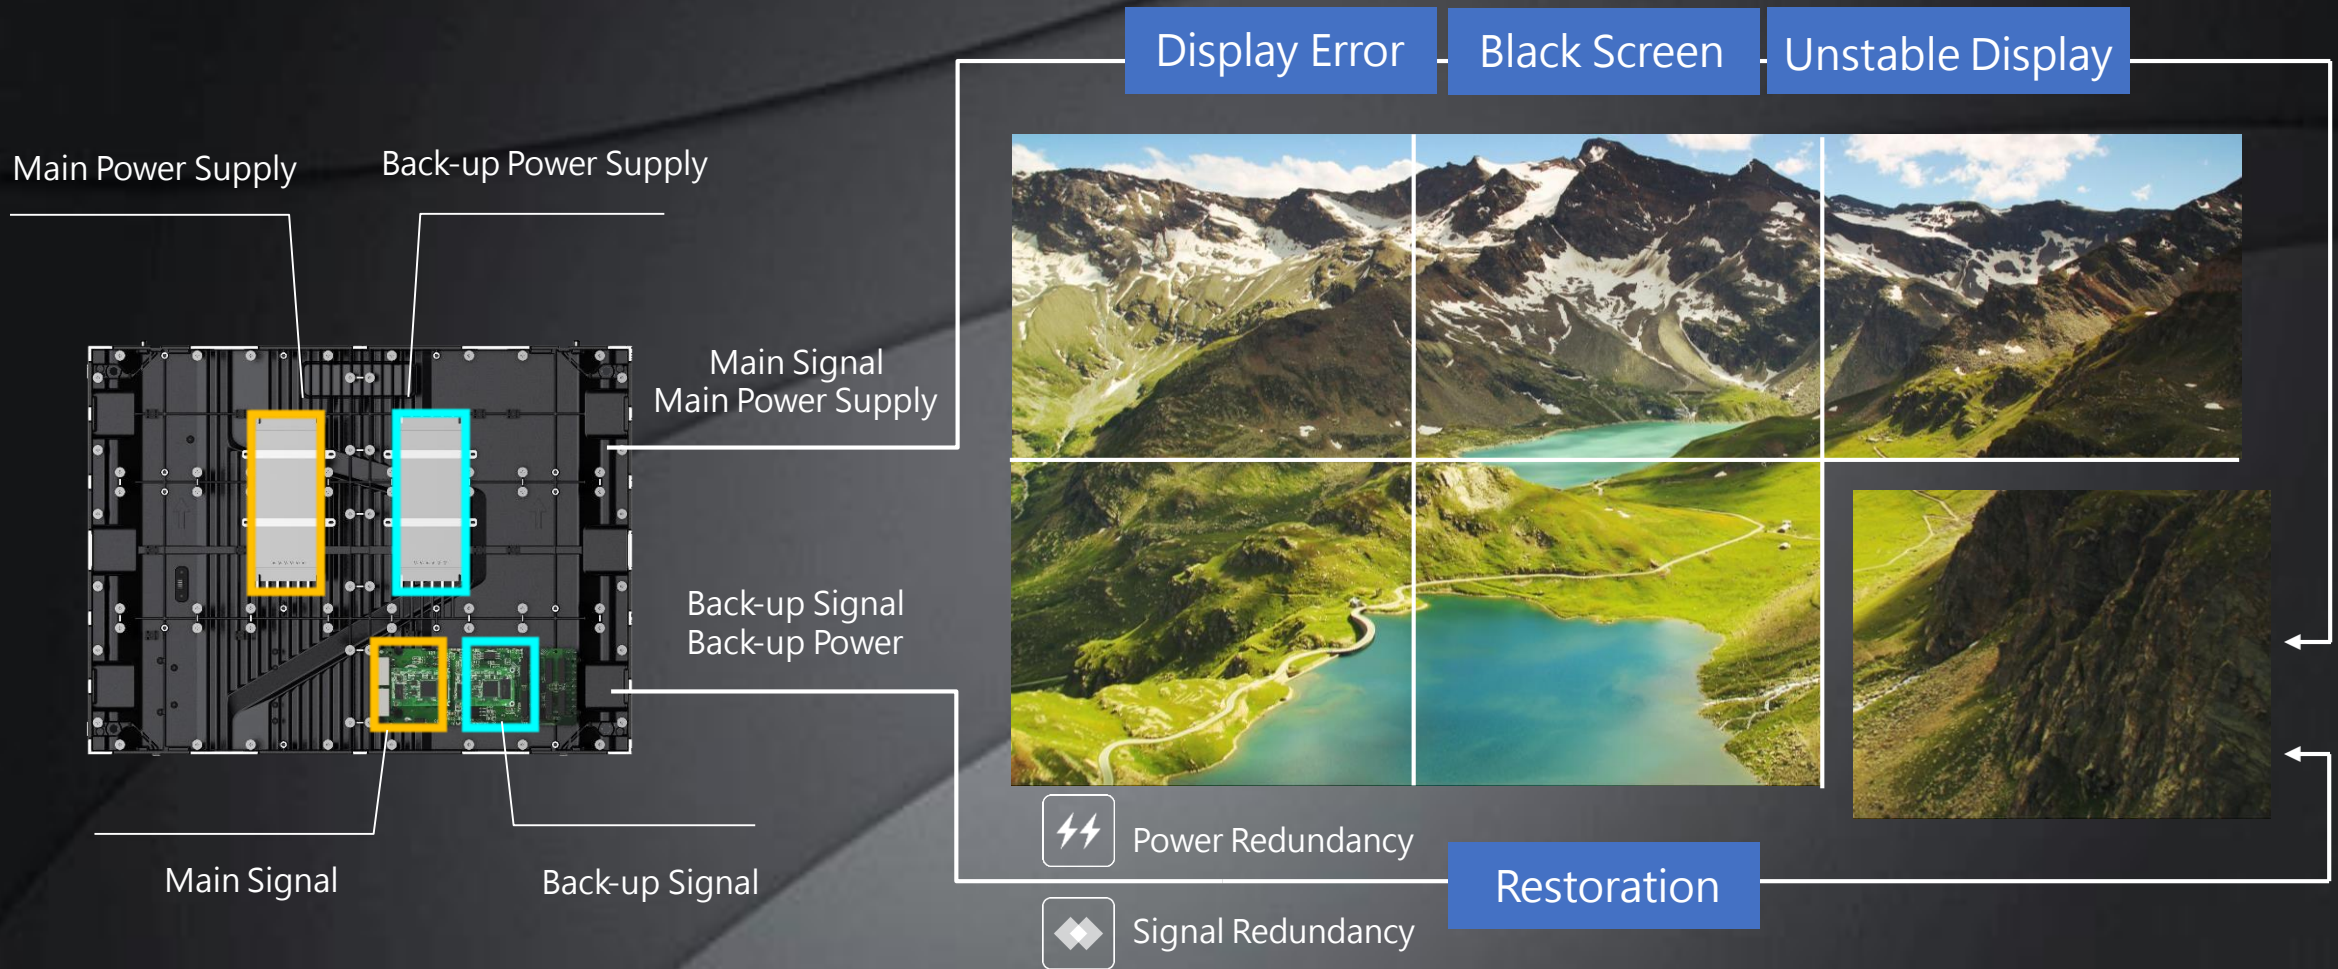 Display Error
Black Screen
Unstable Display
Main Power Supply
Back-up Power Supply
Main Signal
Main Power Supply
Back-up Signal
Back-up Power
Main Signal
Back-up Signal
Power Redundancy
Restoration
Signal Redundancy